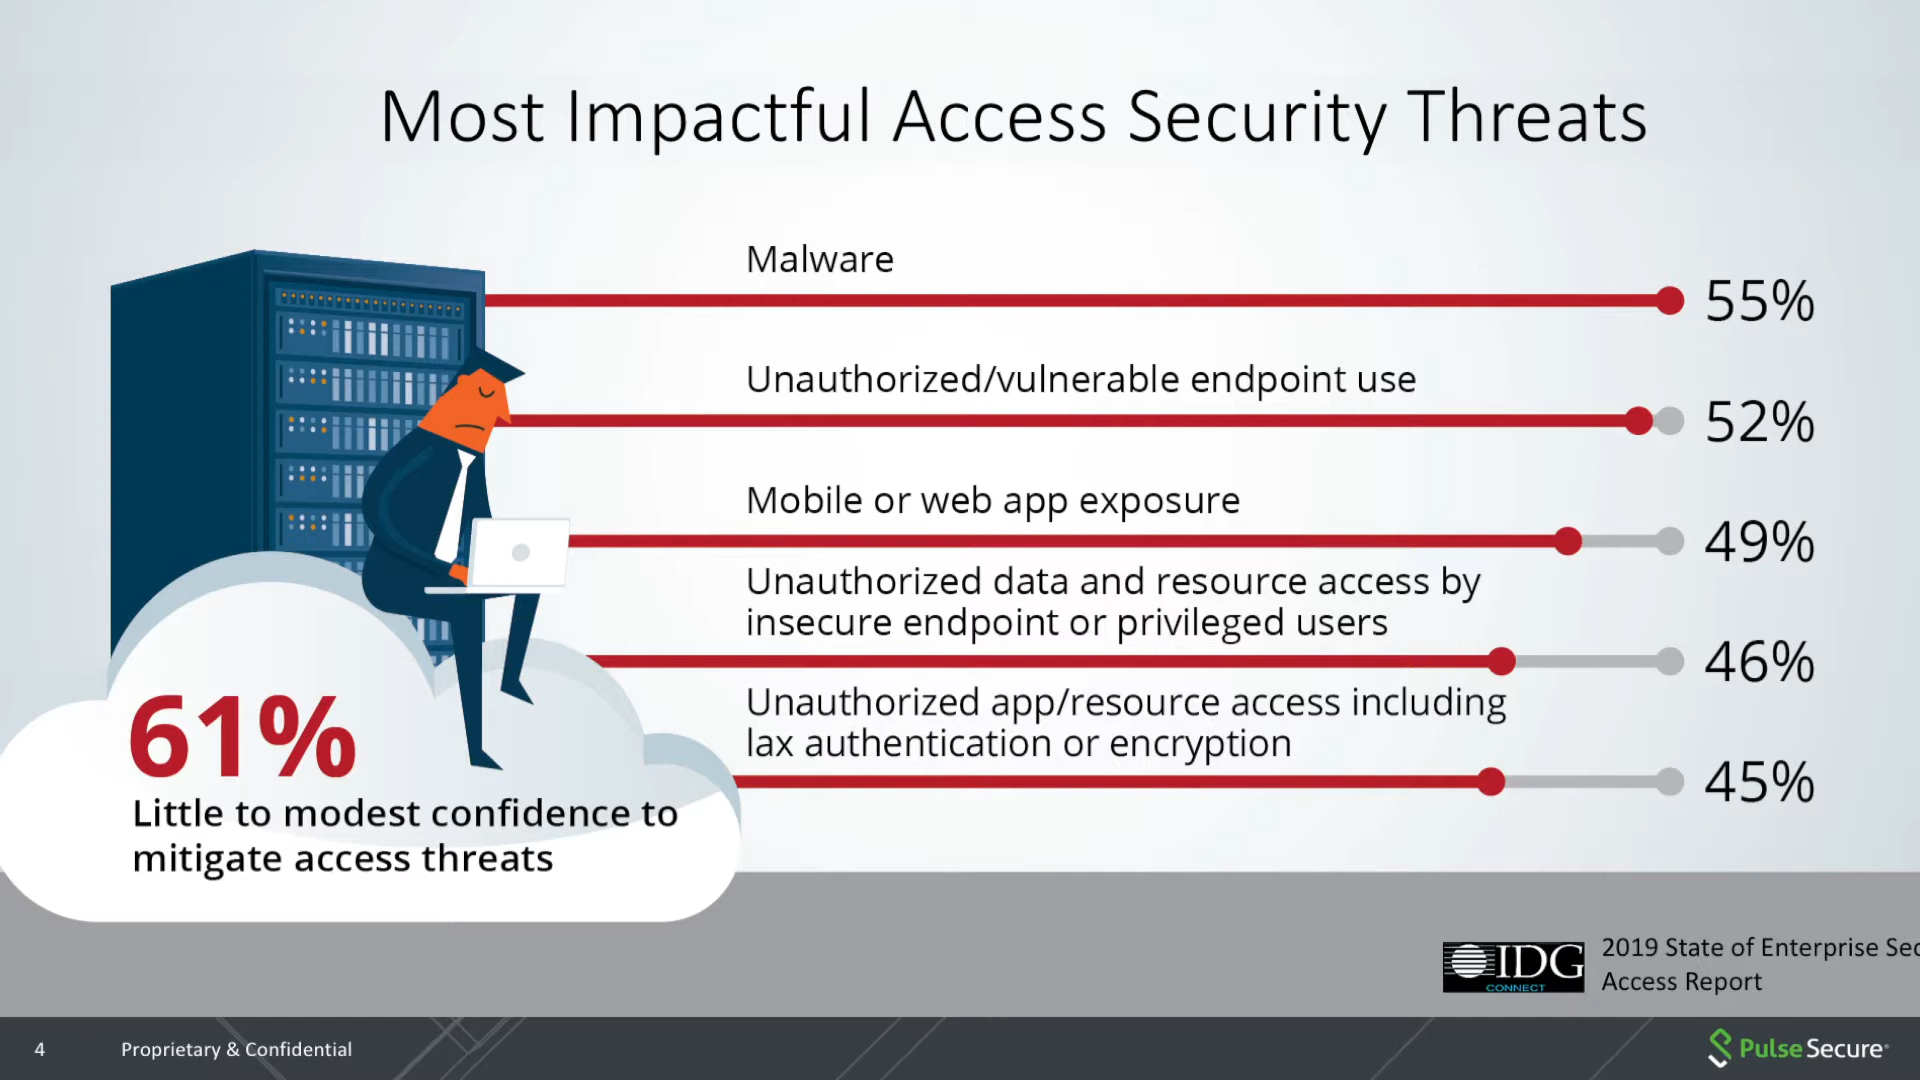 Most Impactful Access Security Threats
Malware
55%
Unauthorized/vulnerable endpoint use
52%
Mobile or web app exposure
49%
Unauthorized data and resource access by
insecure endpoint or privileged users
46%
Unauthorized app/resource access including
lax authentication or encryption
45%
61%
Little to modest confidence to
mitigate access threats
IDG
CONNECT
2019 State of Enterprise Sec
Access Report
4
Proprietary & Confidential
Pulse Secure